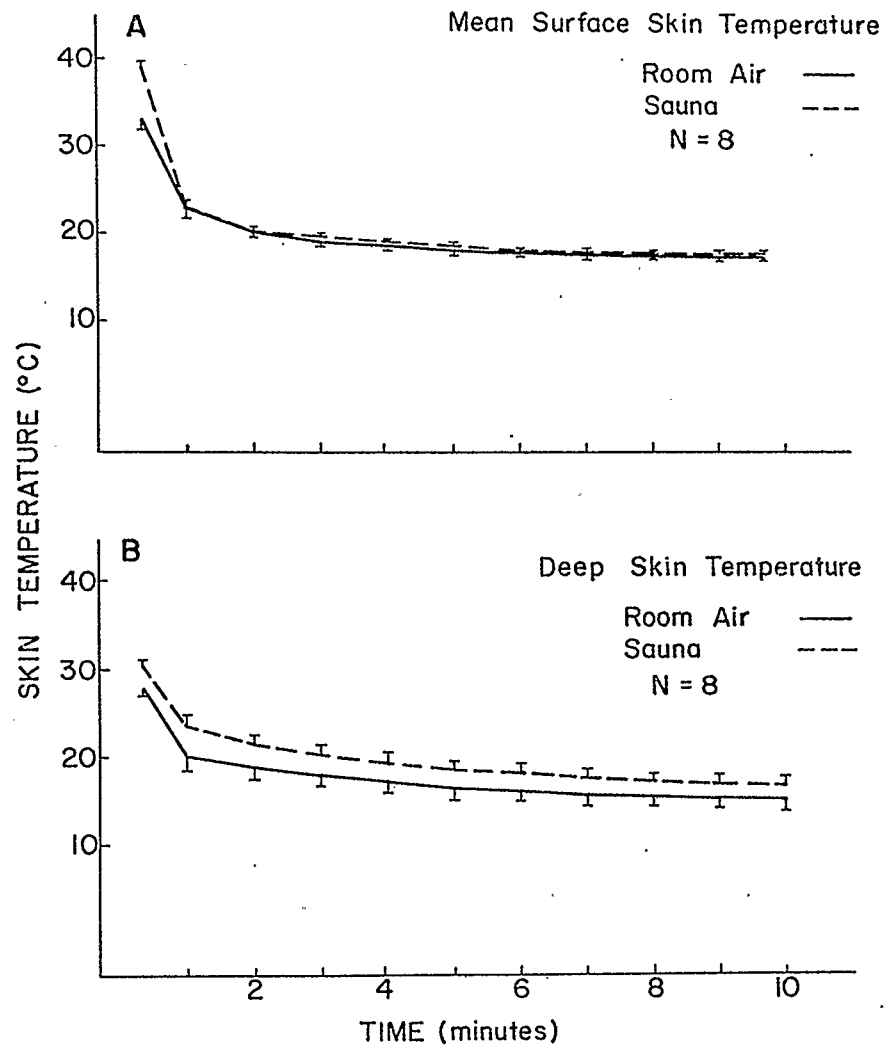 A
Mean Surface Skin Temperature
Room Air
Sauna
N = 8
40
30
20
10
SKIN TEMPERATURE (°C)
B
Deep Skin Temperature
Room Air
Sauna
N = 8
40
30
20
10
2 4 6 8 10
TIME (minutes)